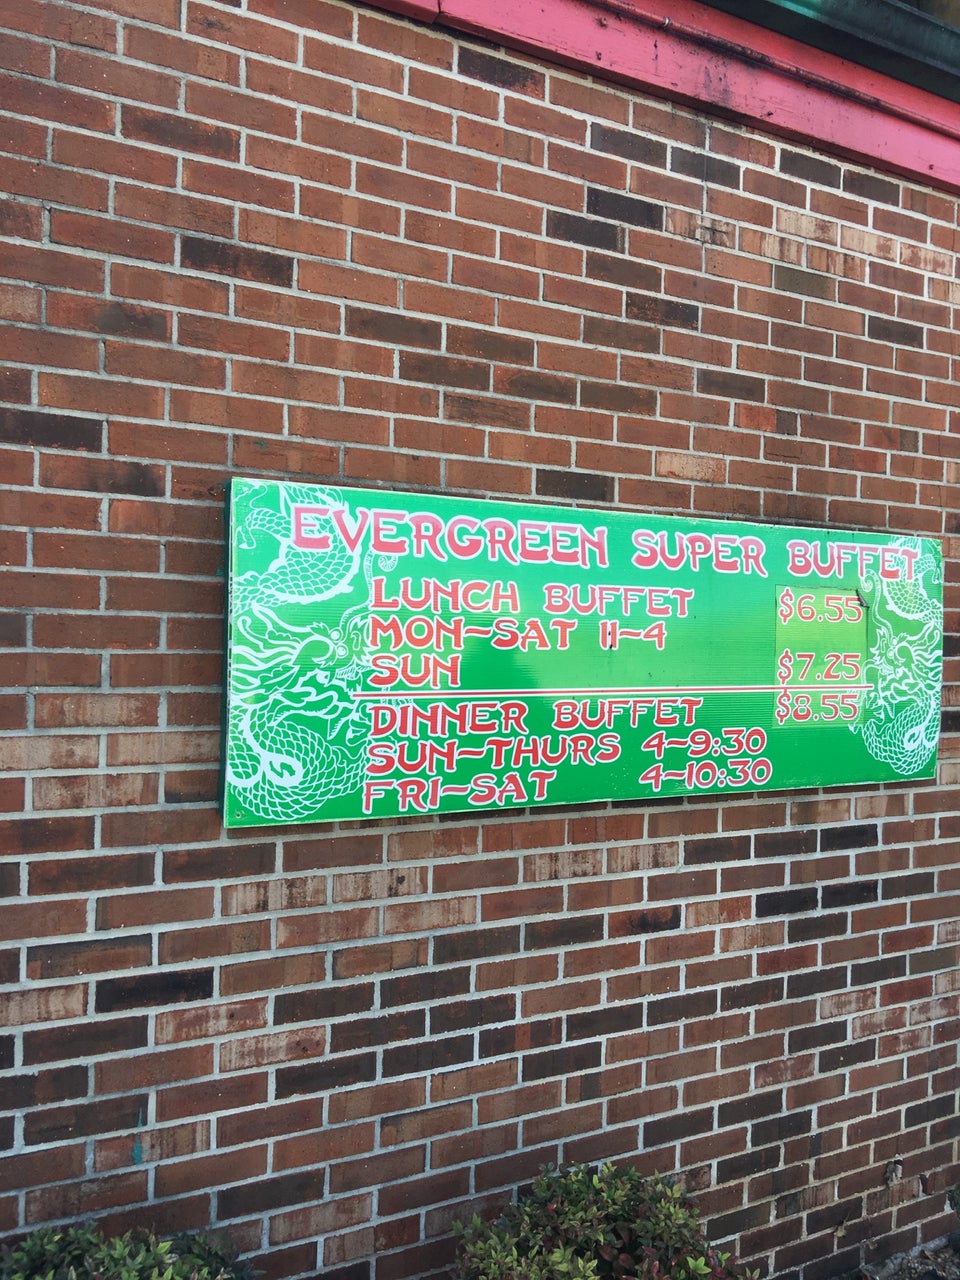 EVERGREEN SUPER BUFFET
LUNCH BUFFET $6.55
MON~SAT 11~4
SUN $7.25
DINNER BUFFET $8.55
SUN~THURS 4~9:30
FRI~SAT 4~10:30